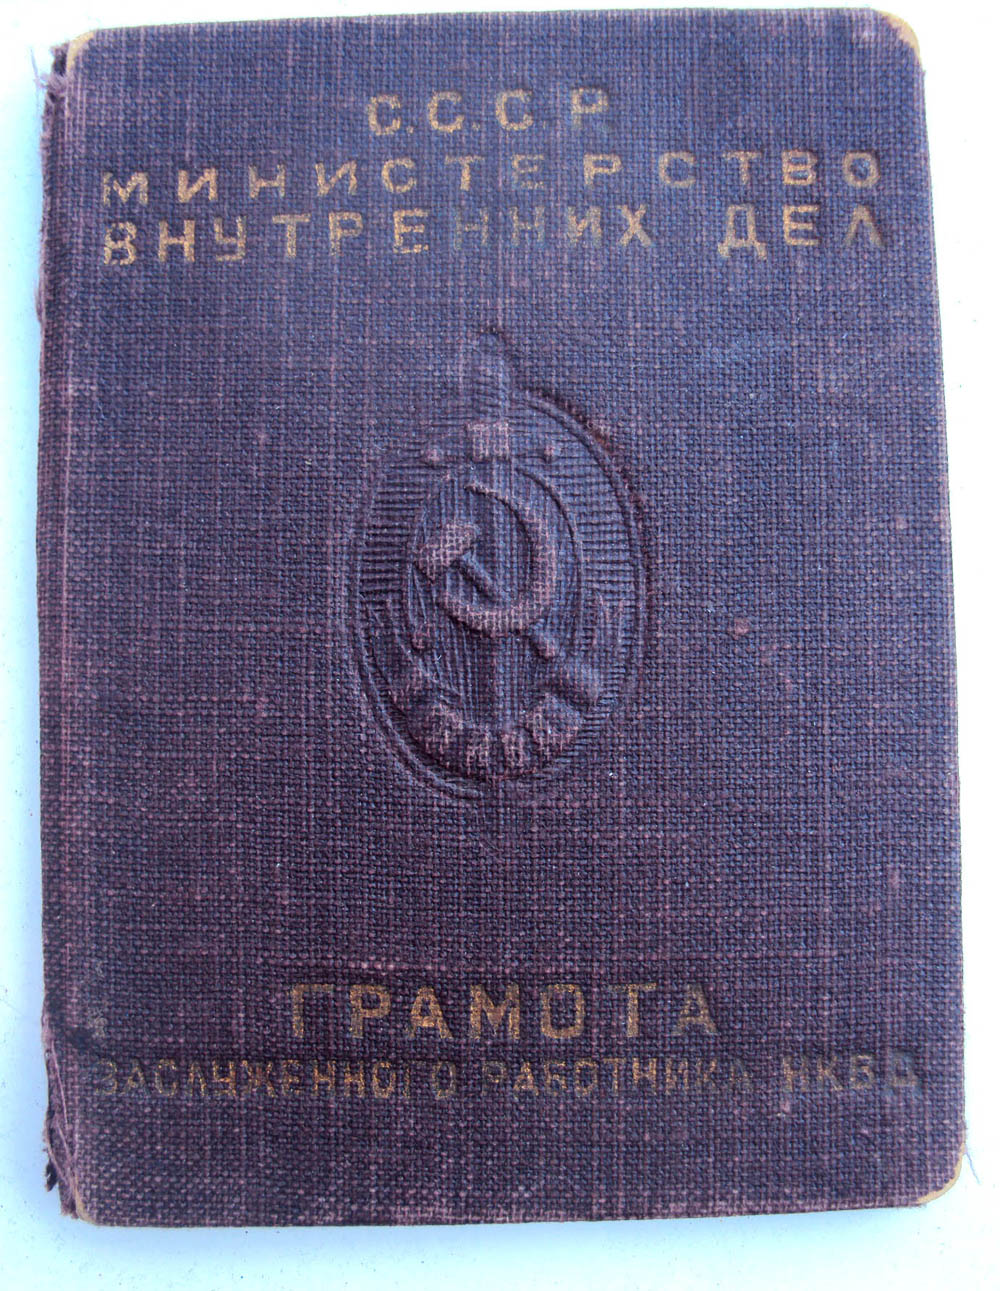 С.С.С.Р
МИНИСТЕРСТВО
ВНУТРЕННИХ ДЕЛ
ГРАМОТА
ЗАСЛУЖЕННОГО РАБОТНИКА НКВД